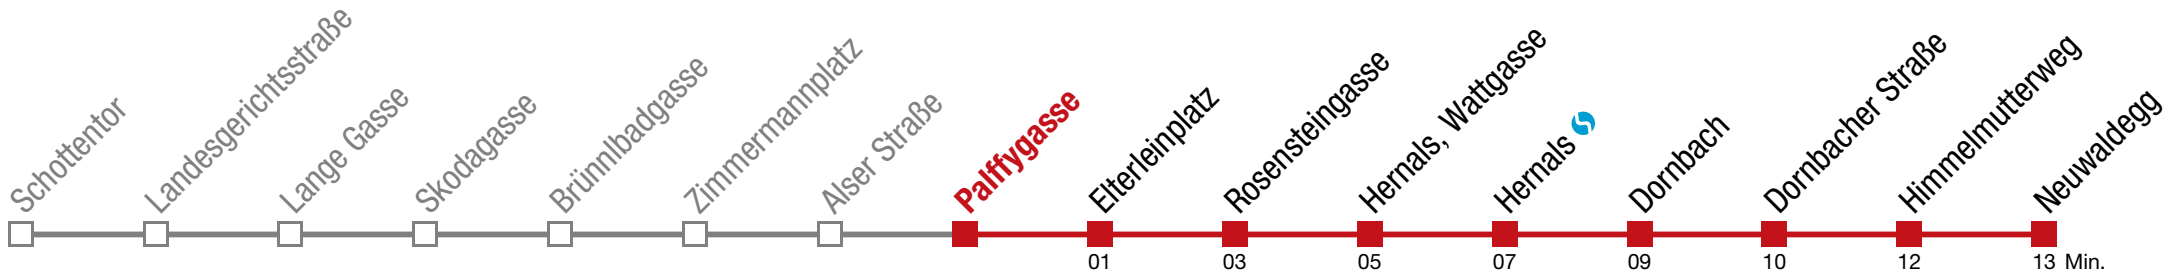 Schottentor
Landesgerichtsstraße
Lange Gasse
Skodagasse
Brünnlbadgasse
Zimmermannplatz
Alser Straße
Palffygasse
Elterleinplatz
Rosensteingasse
Hernals, Wattgasse
Hernals
Dornbach
Dornbacher Straße
Himmelmutterweg
Neuwaldegg
01 03 05 07 09 10 12 13 Min.